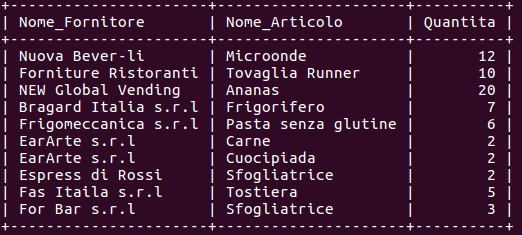 +----------------------+---------------------+----------+
| Nome_Fornitore | Nome_Articolo | Quantita |
+----------------------+---------------------+----------+
| Nuova Bever-li | Microonde | 12 |
| Forniture Ristoranti | Tovaglia Runner | 10 |
| NEW Global Vending | Ananas | 20 |
| Bragard Italia s.r.l | Frigorifero | 7 |
| Frigomeccanica s.r.l | Pasta senza glutine | 6 |
| EarArte s.r.l | Carne | 2 |
| EarArte s.r.l | Cuocipiada | 2 |
| Espress di Rossi | Sfogliatrice | 2 |
| Fas Itaila s.r.l | Tostiera | 5 |
| For Bar s.r.l | Sfogliatrice | 3 |
+----------------------+---------------------+----------+